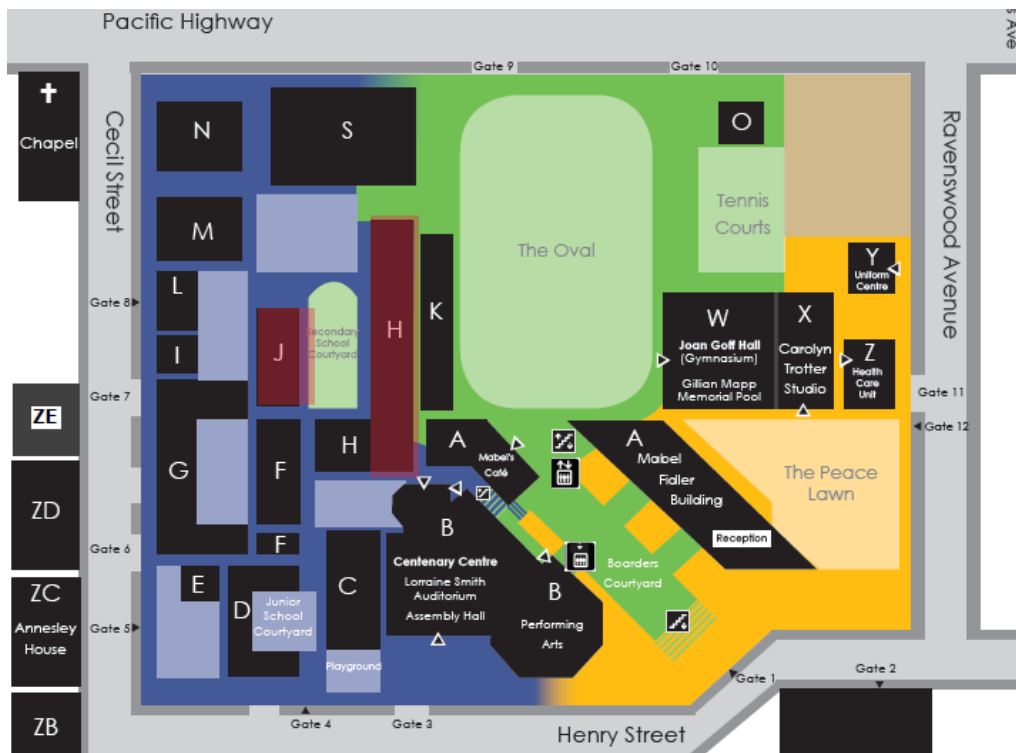 Pacific Highway
s Ave
Gate 9
Gate 10
Chapel
Cecil Street
N
S
O
Ravenswood Avenue
Tennis
Courts
M
The Oval
Y
Uniform
Centre
L
Gate 8
H
K
W
Joan Goff Hall
(Gymnasium)
Gillian Mapp
Memorial Pool
X
Carolyn
Trotter
Studio
Z
Health
Care
Unit
Secondary
School
Courtyard
I
J
Gate 7
Gate 11
ZE
Gate 12
H
A
Mabel's
Café
A
Mabel
Fidler
Building
The Peace
Lawn
G
F
ZD
B
Centenary Centre
Lorraine Smith
Auditorium
Assembly Hall
Reception
Gate 6
F
Boarders
Courtyard
ZC
Annesley
House
E
D
Junior
School
Courtyard
C
B
Performing
Arts
Gate 5
Playground
Gate 1
Gate 2
ZB
Gate 4
Gate 3
Henry Street